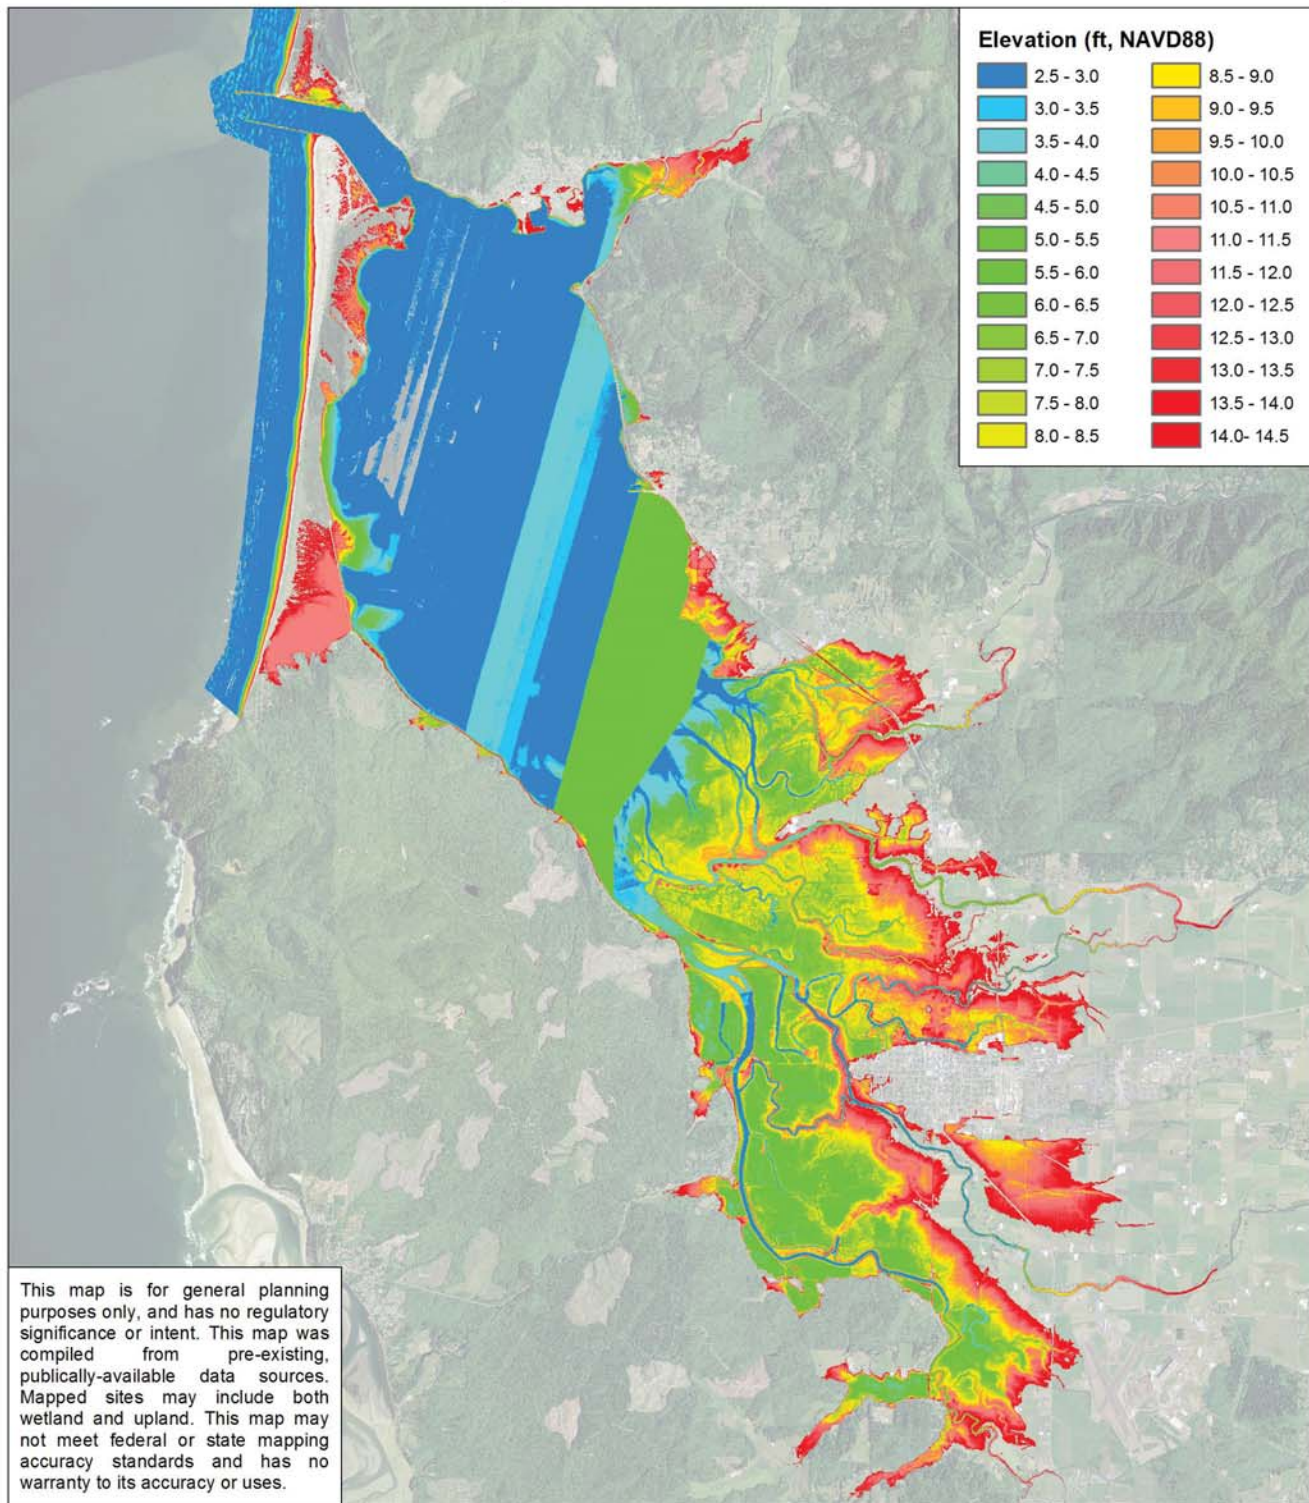 Elevation (ft, NAVD88)
2.5 - 3.0
3.0 - 3.5
3.5 - 4.0
4.0 - 4.5
4.5 - 5.0
5.0 - 5.5
5.5 - 6.0
6.0 - 6.5
6.5 - 7.0
7.0 - 7.5
7.5 - 8.0
8.0 - 8.5
8.5 - 9.0
9.0 - 9.5
9.5 - 10.0
10.0 - 10.5
10.5 - 11.0
11.0 - 11.5
11.5 - 12.0
12.0 - 12.5
12.5 - 13.0
13.0 - 13.5
13.5 - 14.0
14.0- 14.5
This map is for general planning
purposes only, and has no regulatory
significance or intent. This map was
compiled from pre-existing,
publically-available data sources.
Mapped sites may include both
wetland and upland. This map may
not meet federal or state mapping
accuracy standards and has no
warranty to its accuracy or uses.